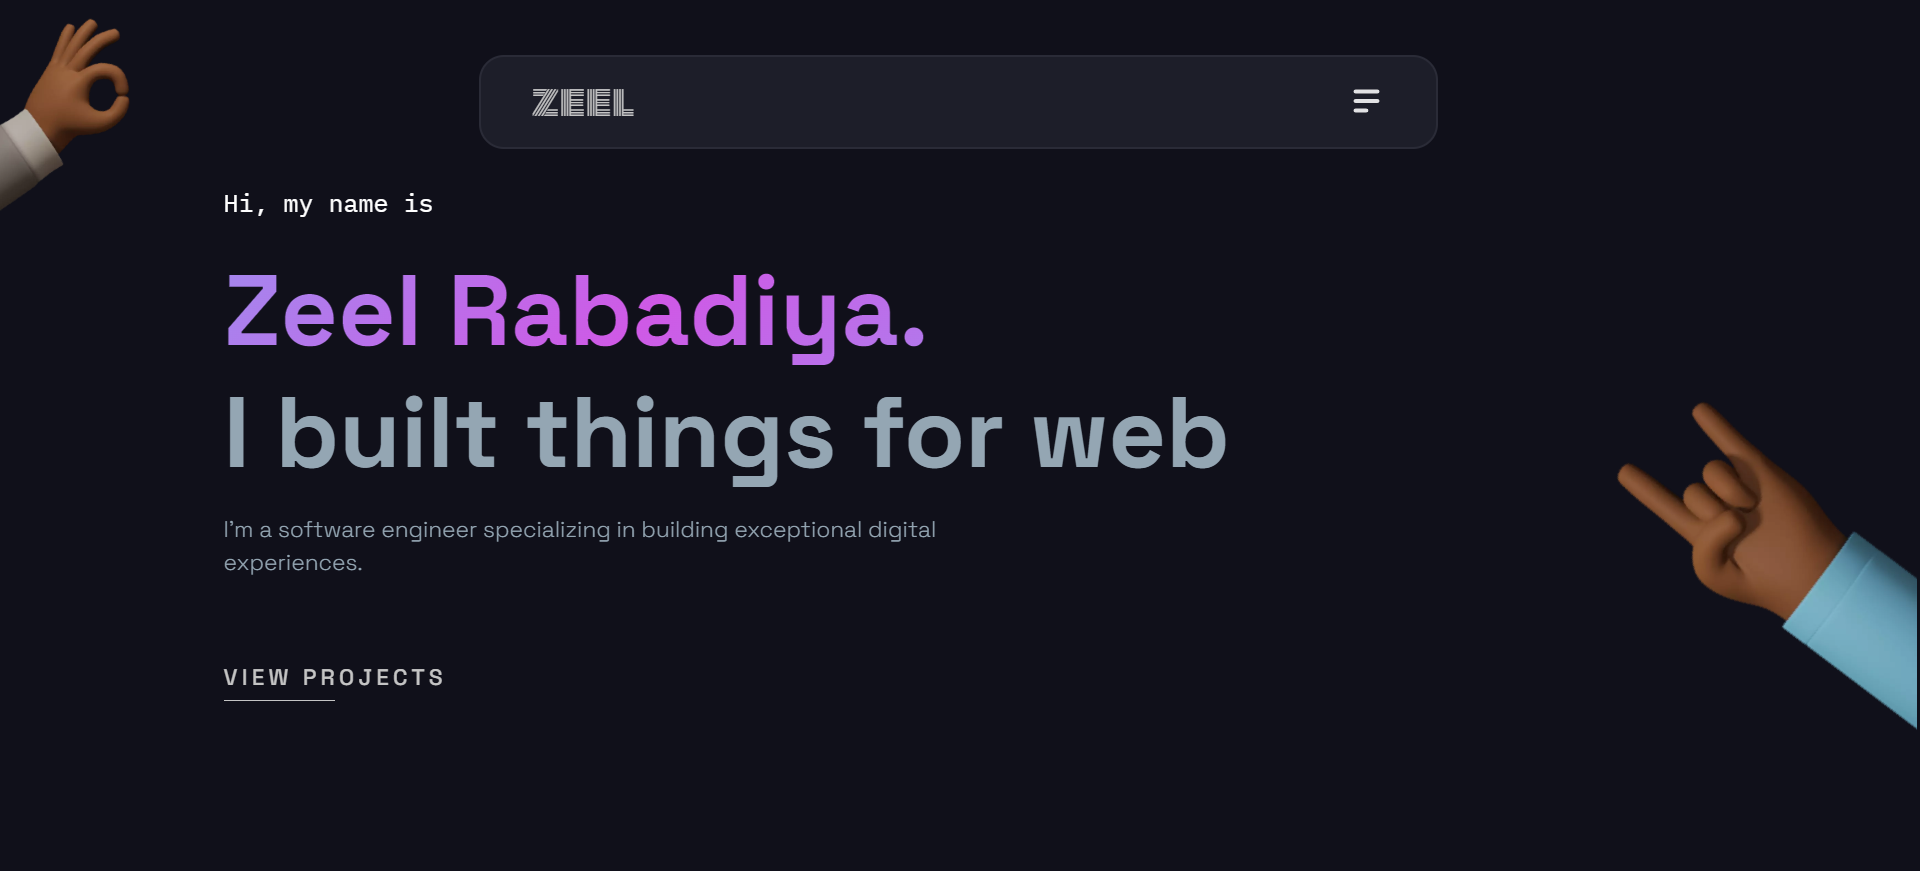 ZEEL
Hi, my name is
Zeel Rabadiya.
I built things for web
I’m a software engineer specializing in building exceptional digital
experiences.
VIEW PROJECTS